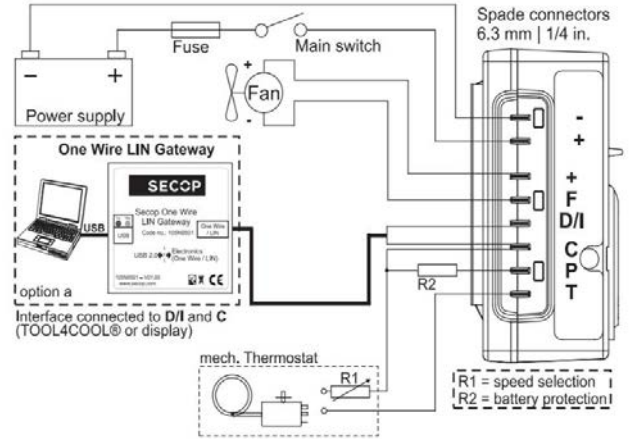 Spade connectors
6.3 mm | 1/4 in.
Fuse
Main switch
- +
Power supply
+
Fan
-
-
+
+
F
D/I
C
P
T
One Wire LIN Gateway
SECOP
Secop One Wire
LIN Gateway
Code no.: 105N9501
USB
USB
One Wire
/ LIN
USB 2.0
Electronics
(One Wire / LIN)
www.secop.com
CE
option a
Interface connected to D/I and C
(TOOL4COOL® or display)
R2
mech. Thermostat
R1
R1 = speed selection
R2 = battery protection